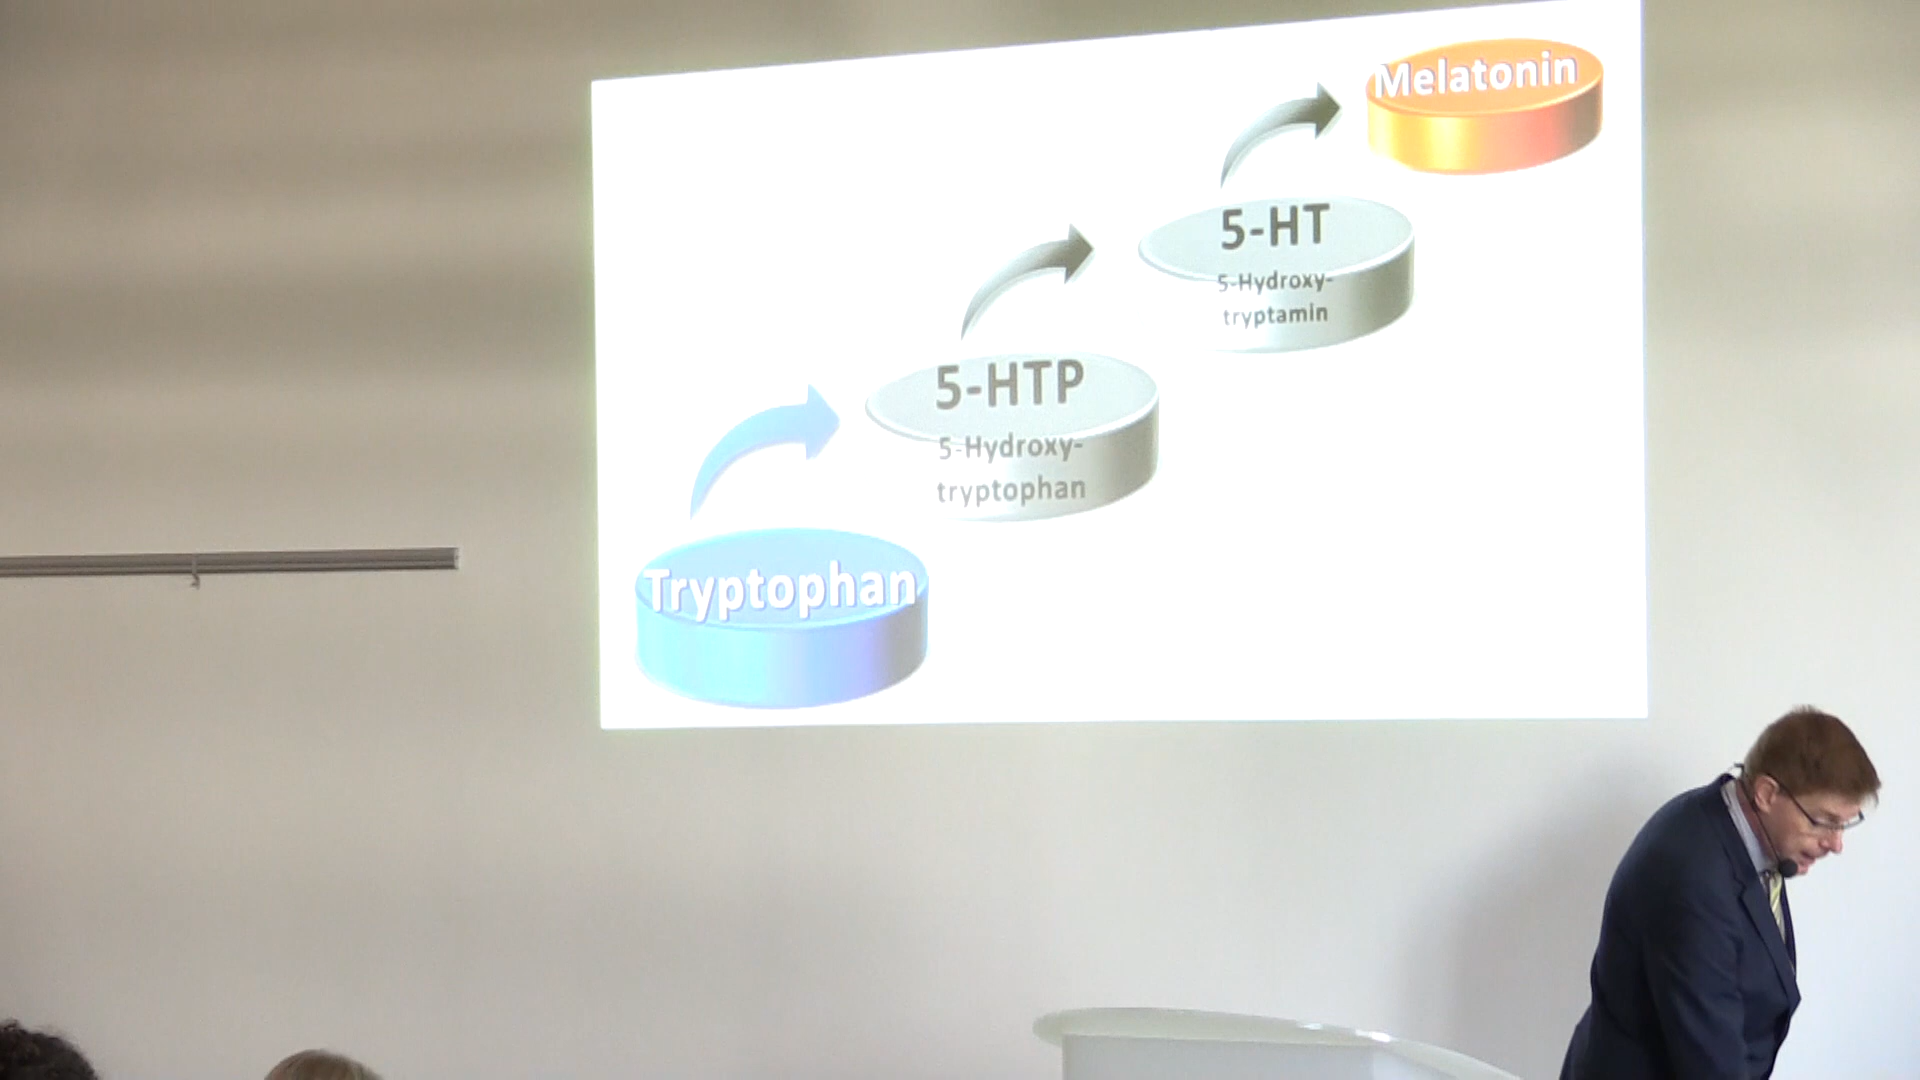 Melatonin
5-HT
5-Hydroxy-
tryptamin
5-HTP
5-Hydroxy-
tryptophan
Tryptophan